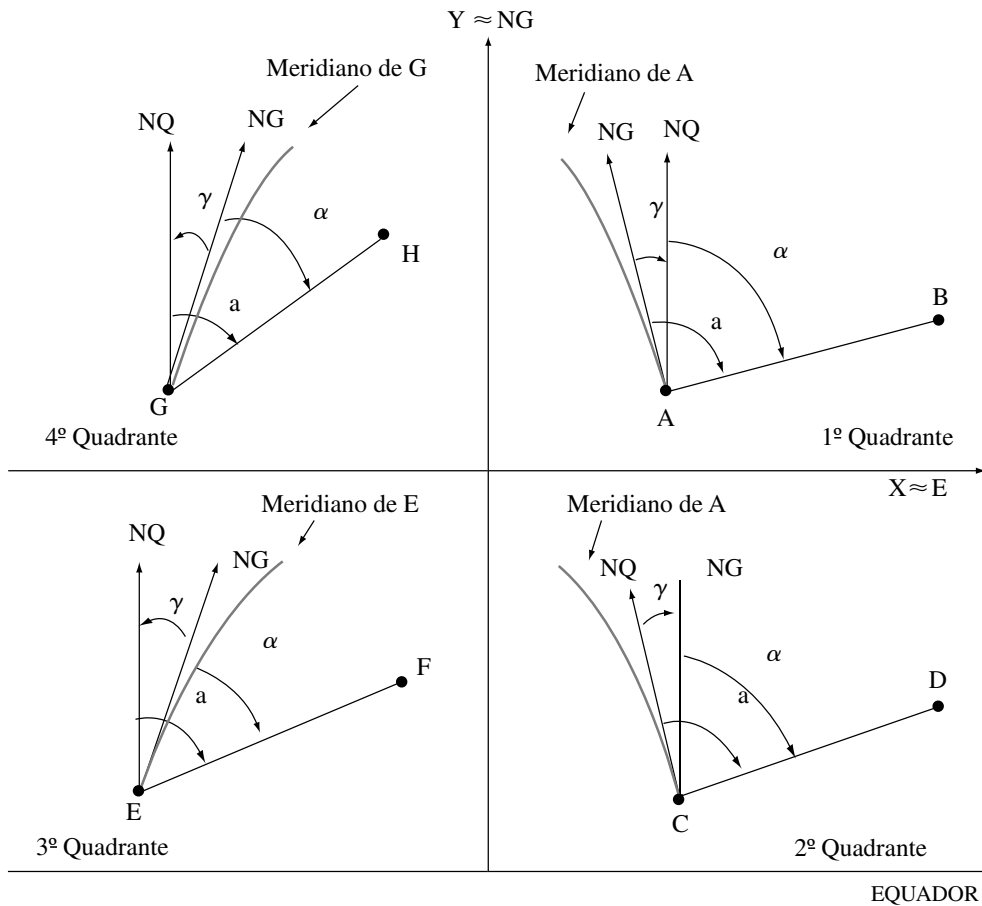 Y ≈ NG
Meridiano de G
NQ
NG
γ
α
H
a
G
4º Quadrante
Meridiano de A
NG
NQ
γ
α
B
a
A
1º Quadrante
X ≈ E
Meridiano de E
NQ
NG
γ
α
F
a
E
3º Quadrante
Meridiano de A
NQ
NG
γ
α
a
D
C
2º Quadrante
EQUADOR